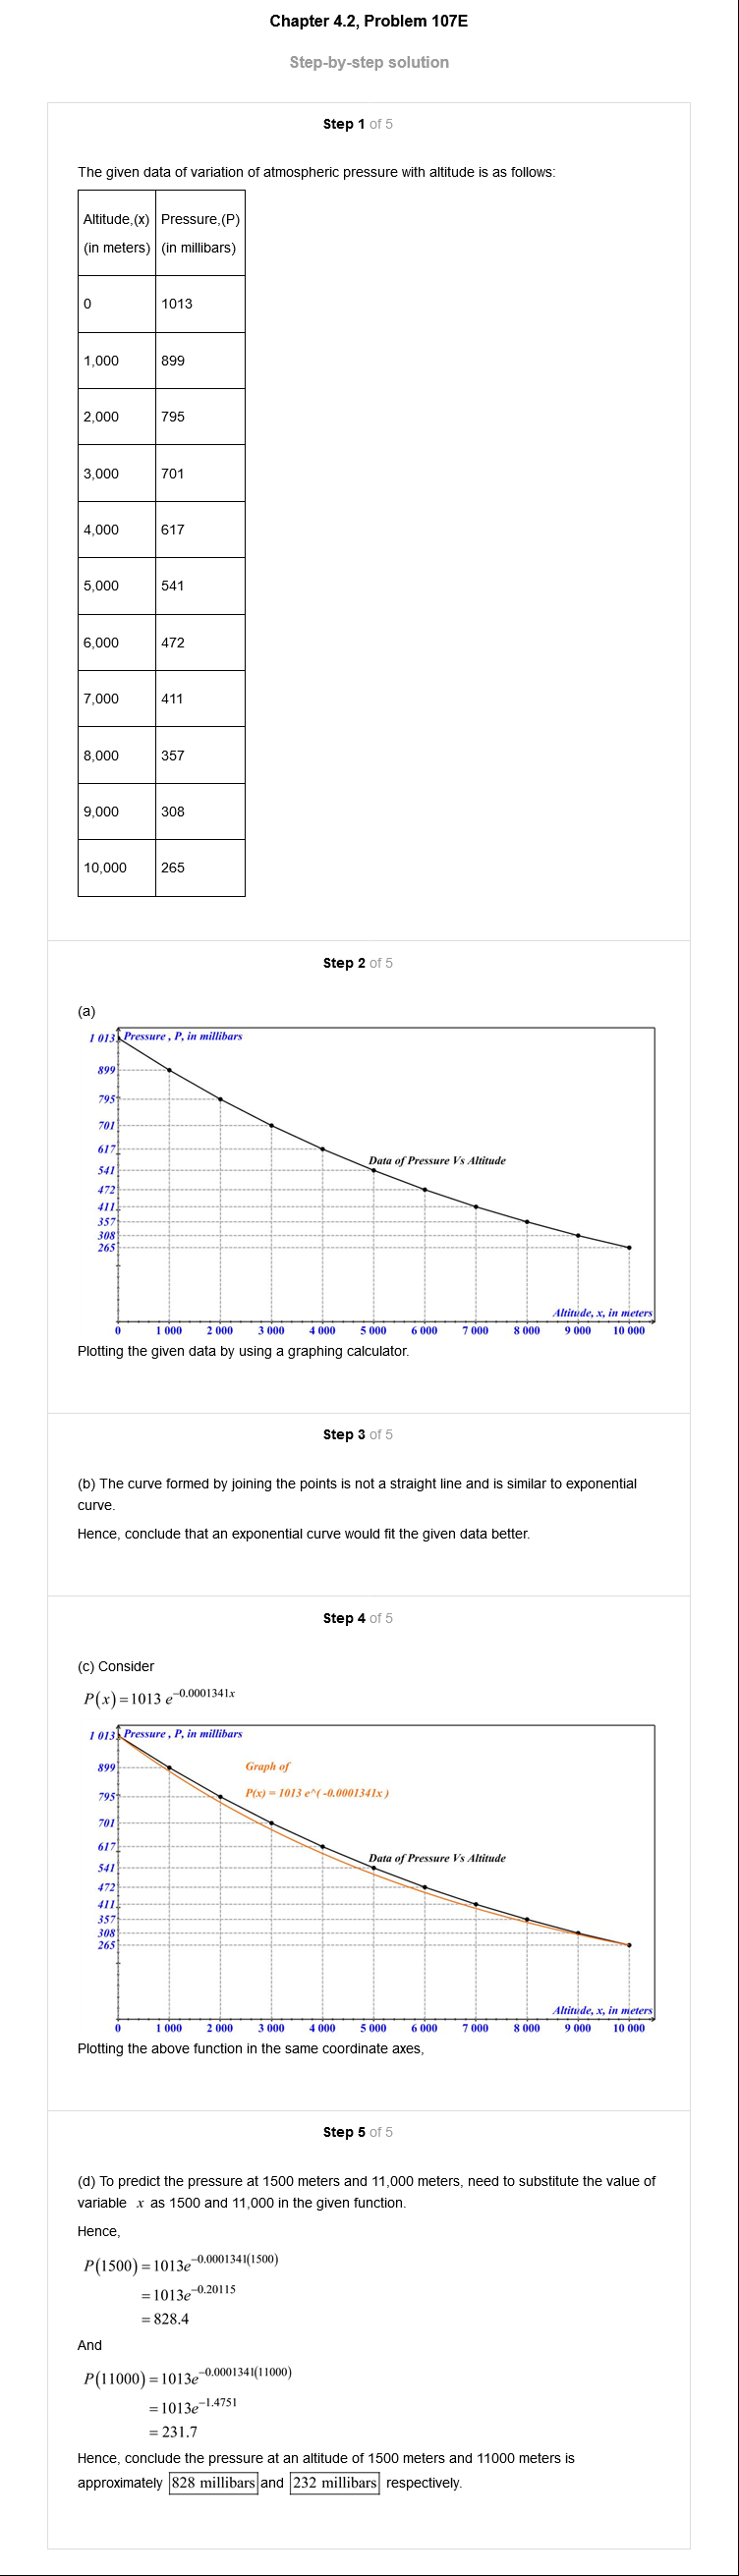 Chapter 4.2, Problem 107E
Step-by-step solution
Step 1 of 5
The given data of variation of atmospheric pressure with altitude is as follows:
Altitude,(x) Pressure,(P)
(in meters) (in millibars)
0 1013
1,000 899
2,000 795
3,000 701
4,000 617
5,000 541
6,000 472
7,000 411
8,000 357
9,000 308
10,000 265
Step 2 of 5
(a)
1 013 Pressure , P, in millibars
899
795
701
617
Data of Pressure Vs Altitude
541
472
411
357
308
265
Altitude, x, in meters
0 1 000 2 000 3 000 4 000 5 000 6 000 7 000 8 000 9 000 10 000
Plotting the given data by using a graphing calculator.
Step 3 of 5
(b) The curve formed by joining the points is not a straight line and is similar to exponential
curve.
Hence, conclude that an exponential curve would fit the given data better.
Step 4 of 5
(c) Consider
P(x) = 1013 e^{-0.0001341x}
1 013 Pressure , P, in millibars
899 Graph of
795 P(x) = 1013 e^( -0.0001341x )
701
617
Data of Pressure Vs Altitude
541
472
411
357
308
265
Altitude, x, in meters
0 1 000 2 000 3 000 4 000 5 000 6 000 7 000 8 000 9 000 10 000
Plotting the above function in the same coordinate axes,
Step 5 of 5
(d) To predict the pressure at 1500 meters and 11,000 meters, need to substitute the value of
variable x as 1500 and 11,000 in the given function.
Hence,
P(1500) = 1013e^{-0.0001341(1500)}
= 1013e^{-0.20115}
= 828.4
And
P(11000) = 1013e^{-0.0001341(11000)}
= 1013e^{-1.4751}
= 231.7
Hence, conclude the pressure at an altitude of 1500 meters and 11000 meters is
approximately 828 millibars and 232 millibars respectively.